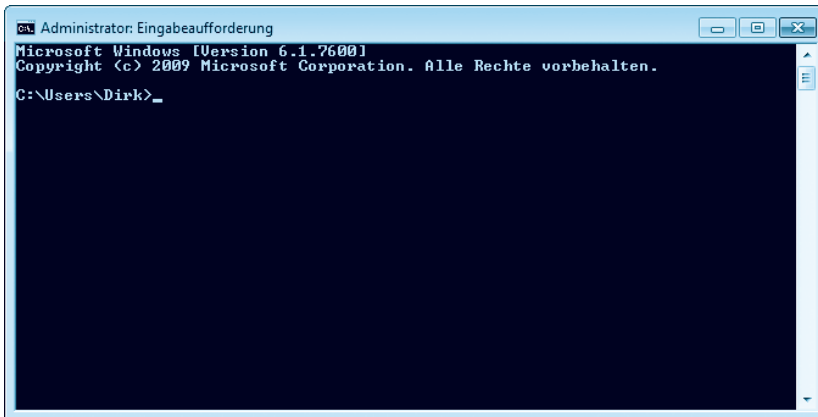 Administrator: Eingabeaufforderung
Microsoft Windows [Version 6.1.7600]
Copyright (c) 2009 Microsoft Corporation. Alle Rechte vorbehalten.
C:\Users\Dirk>_